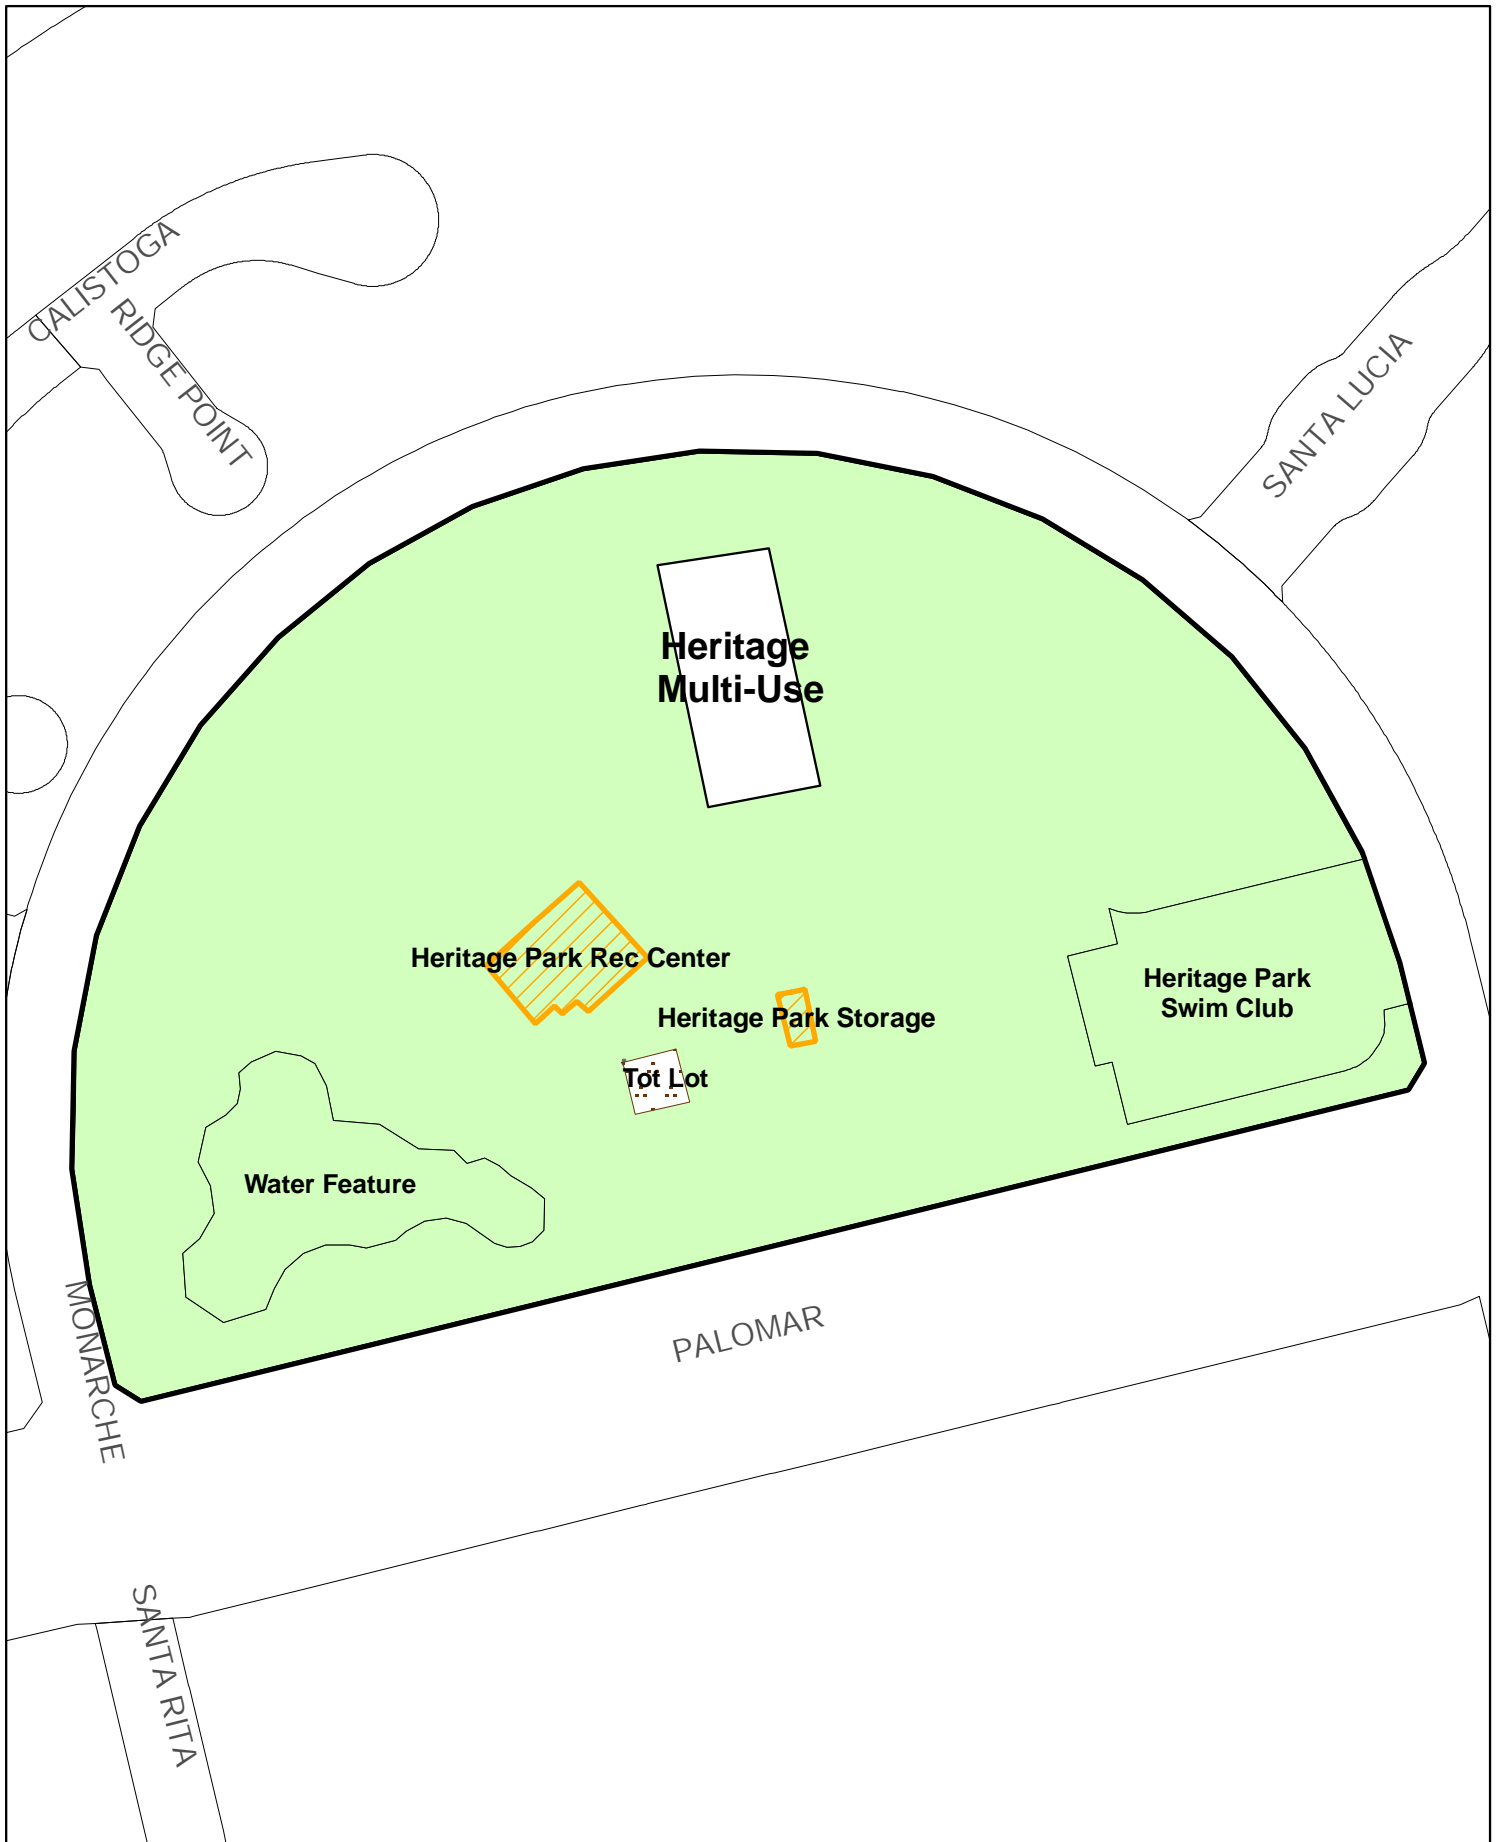 CALISTOGA
RIDGE POINT
SANTA LUCIA
Heritage
Multi-Use
Heritage Park Rec Center
Heritage Park
Swim Club
Heritage Park Storage
Tot Lot
Water Feature
MONARCHE
PALOMAR
SANTA RITA